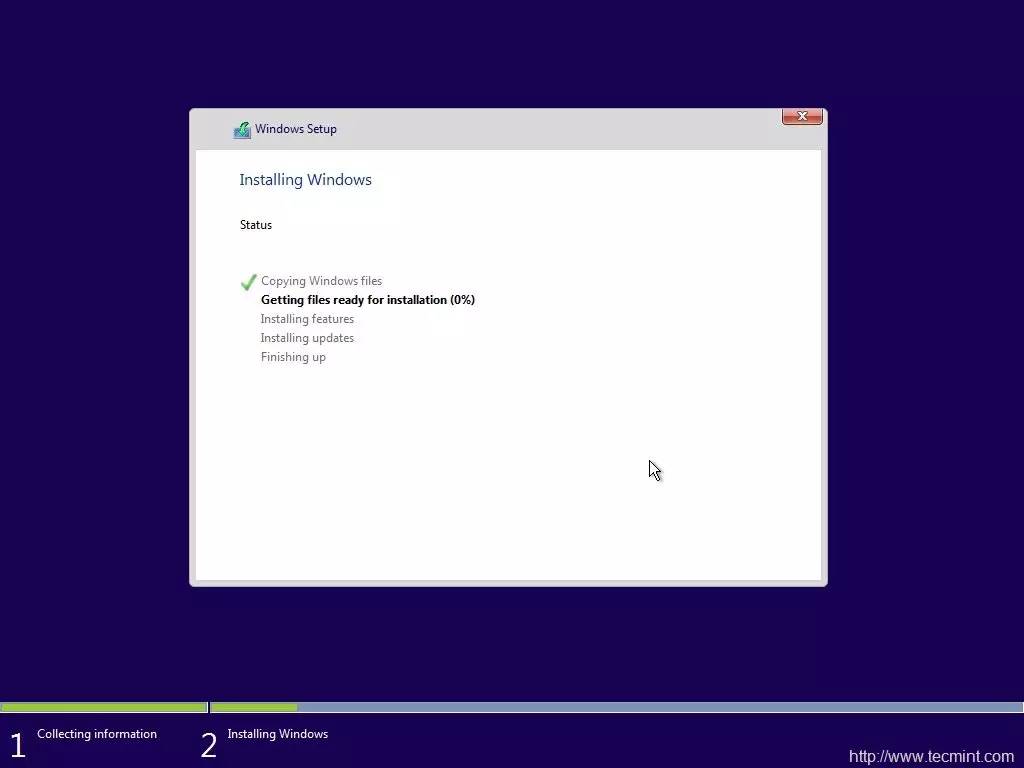 Windows Setup
Installing Windows
Status
Copying Windows files
Getting files ready for installation (0%)
Installing features
Installing updates
Finishing up
1 Collecting information 2 Installing Windows
http://www.tecmint.com